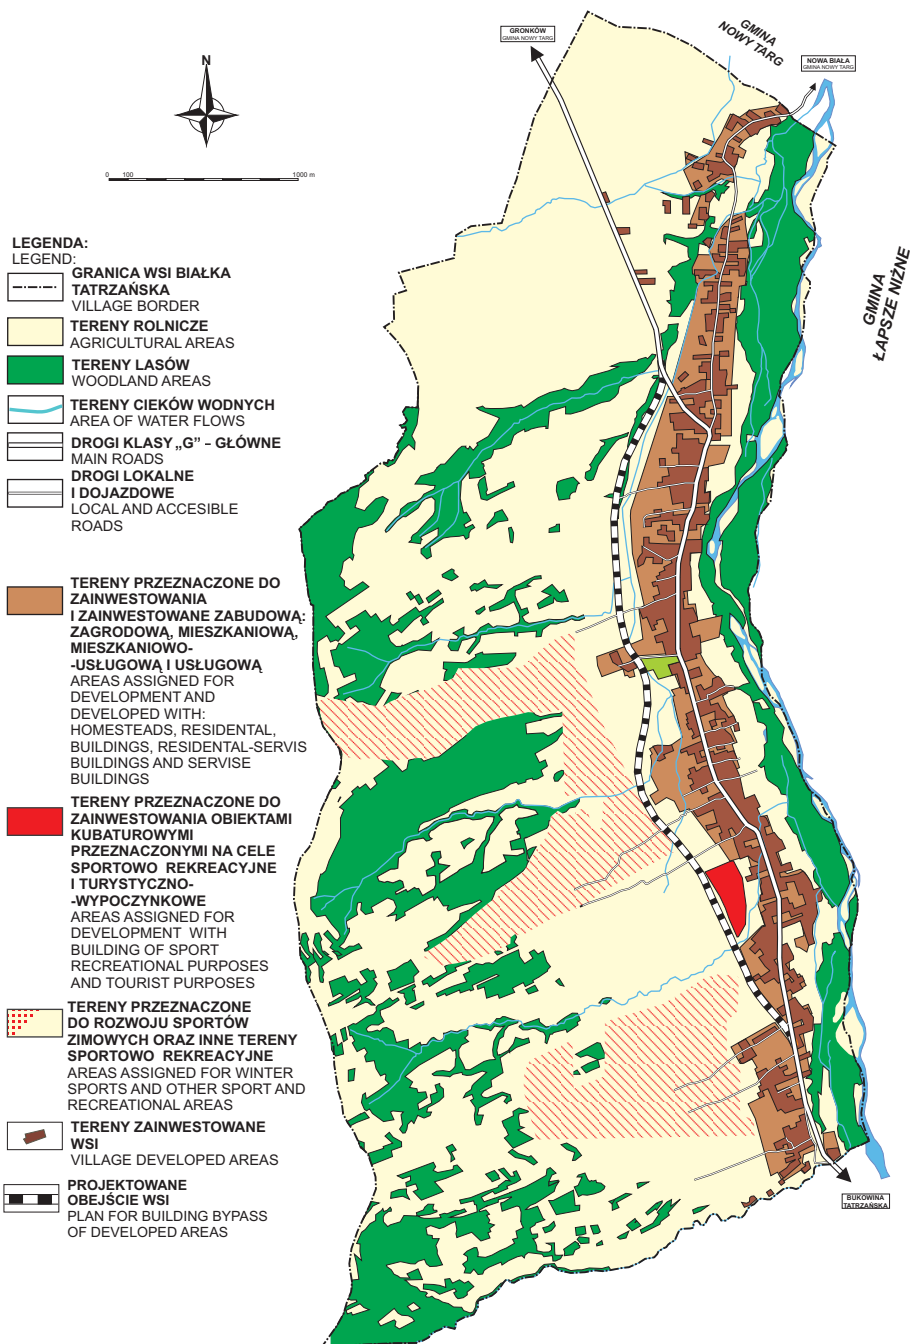 GRONKÓW
GMINA NOWY TARG
GMINA
NOWY TARG
NOWA BIAŁA
GMINA NOWY TARG
N
0 100 1000 m
GMINA
ŁAPSZE NIŻNE
LEGENDA:
LEGEND:
GRANICA WSI BIAŁKA
TATRZAŃSKA
VILLAGE BORDER
TERENY ROLNICZE
AGRICULTURAL AREAS
TERENY LASÓW
WOODLAND AREAS
TERENY CIEKÓW WODNYCH
AREA OF WATER FLOWS
DROGI KLASY „G” - GŁÓWNE
MAIN ROADS
DROGI LOKALNE
I DOJAZDOWE
LOCAL AND ACCESIBLE
ROADS
TERENY PRZEZNACZONE DO
ZAINWESTOWANIA
I ZAINWESTOWANE ZABUDOWĄ:
ZAGRODOWĄ, MIESZKANIOWĄ,
MIESZKANIOWO-
-USŁUGOWĄ I USŁUGOWĄ
AREAS ASSIGNED FOR
DEVELOPMENT AND
DEVELOPED WITH:
HOMESTEADS, RESIDENTAL,
BUILDINGS, RESIDENTAL-SERVIS
BUILDINGS AND SERVISE
BUILDINGS
TERENY PRZEZNACZONE DO
ZAINWESTOWANIA OBIEKTAMI
KUBATUROWYMI
PRZEZNACZONYMI NA CELE
SPORTOWO REKREACYJNE
I TURYSTYCZNO-
-WYPOCZYNKOWE
AREAS ASSIGNED FOR
DEVELOPMENT WITH
BUILDING OF SPORT
RECREATIONAL PURPOSES
AND TOURIST PURPOSES
TERENY PRZEZNACZONE
DO ROZWOJU SPORTÓW
ZIMOWYCH ORAZ INNE TERENY
SPORTOWO REKREACYJNE
AREAS ASSIGNED FOR WINTER
SPORTS AND OTHER SPORT AND
RECREATIONAL AREAS
TERENY ZAINWESTOWANE
WSI
VILLAGE DEVELOPED AREAS
PROJEKTOWANE
OBEJŚCIE WSI
PLAN FOR BUILDING BYPASS
OF DEVELOPED AREAS
BUKOWINA
TATRZAŃSKA